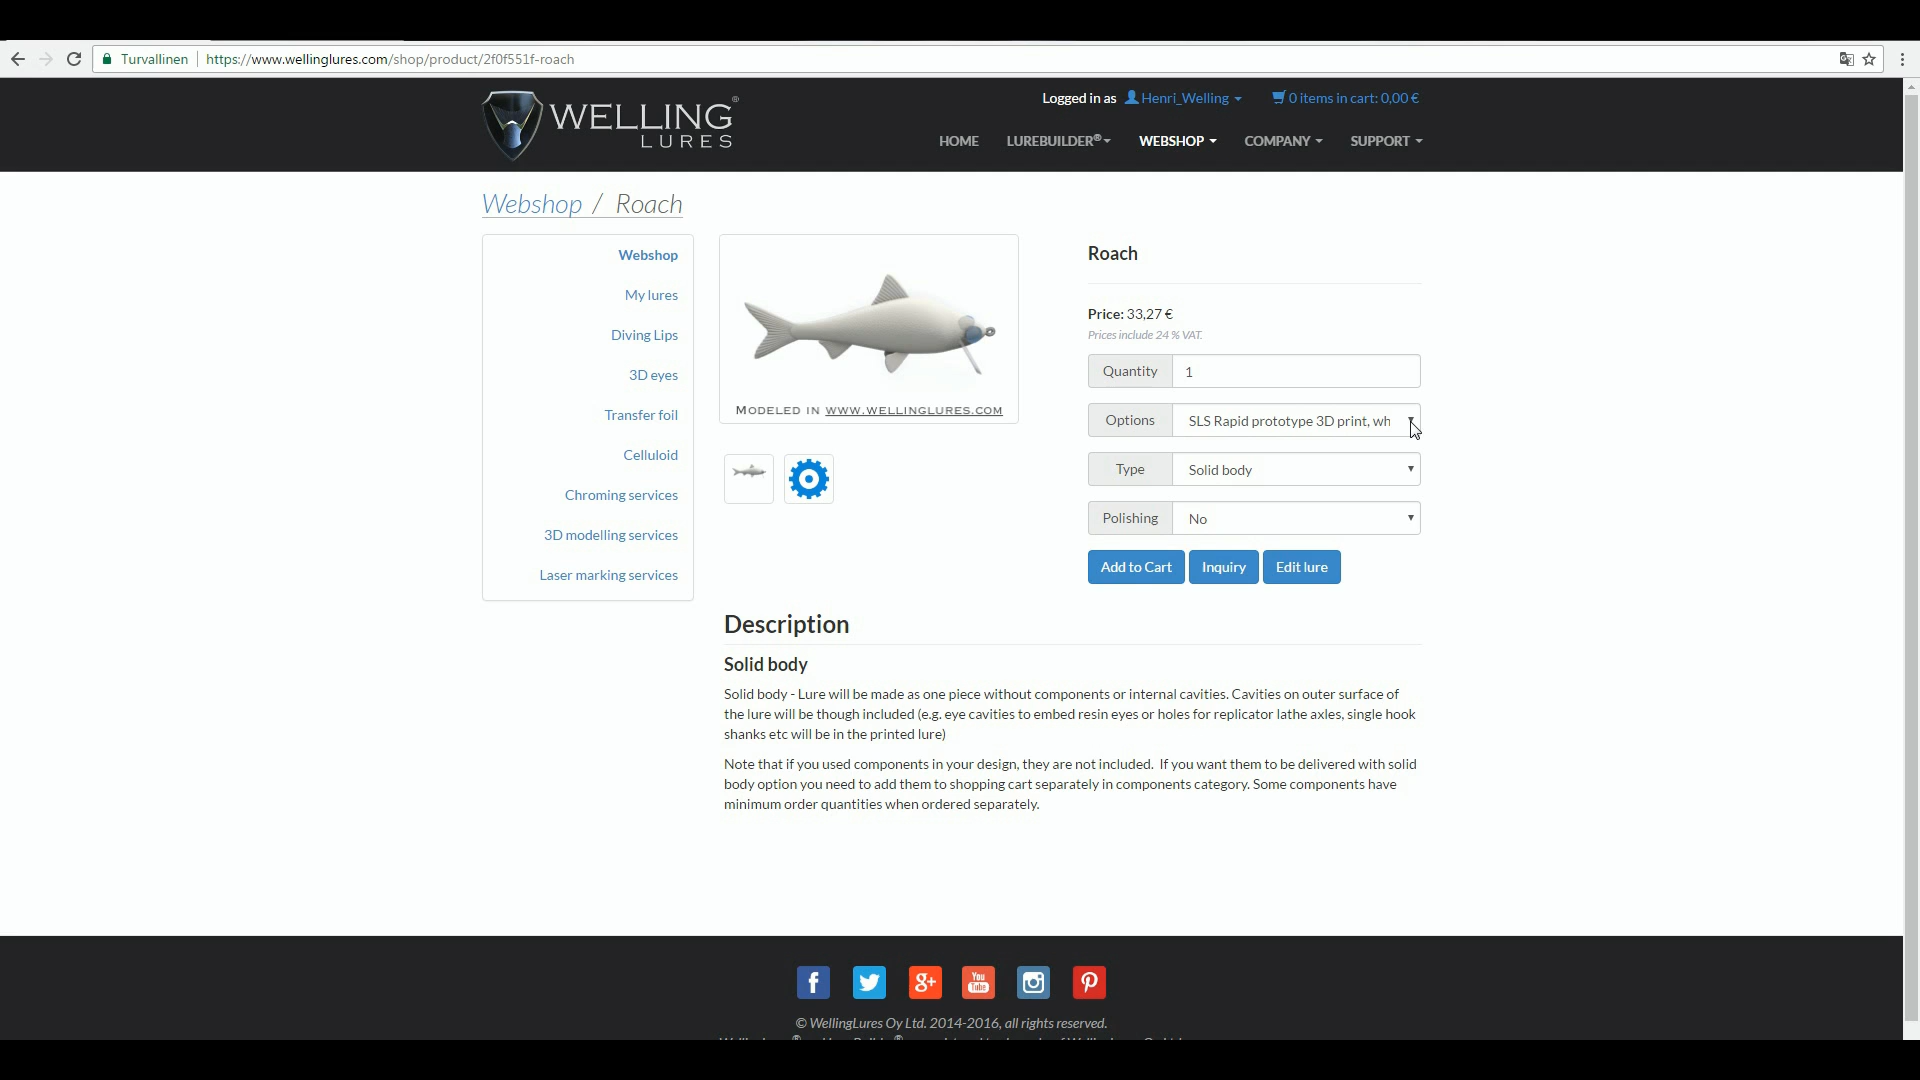 Turvallinen https://www.wellinglures.com/shop/product/2f0f551f-roach
WELLING®
LURES
Logged in as Henri_Welling 0 items in cart: 0,00 €
HOME LUREBUILDER® WEBSHOP COMPANY SUPPORT
Webshop / Roach
Webshop
My lures
Diving Lips
3D eyes
Transfer foil
Celluloid
Chroming services
3D modelling services
Laser marking services
MODELED IN WWW.WELLINGLURES.COM
Roach
Price: 33,27 €
Prices include 24 % VAT.
Quantity 1
Options SLS Rapid prototype 3D print, wh
Type Solid body
Polishing No
Add to Cart Inquiry Edit lure
Description
Solid body
Solid body - Lure will be made as one piece without components or internal cavities. Cavities on outer surface of
the lure will be though included (e.g. eye cavities to embed resin eyes or holes for replicator lathe axles, single hook
shanks etc will be in the printed lure)
Note that if you used components in your design, they are not included. If you want them to be delivered with solid
body option you need to add them to shopping cart separately in components category. Some components have
minimum order quantities when ordered separately.
f g+ You Tube
© WellingLures Oy Ltd. 2014-2016, all rights reserved.